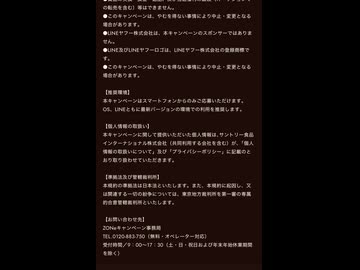 の転売を含む）等はできません。
●このキャンペーンは、やむを得ない事情により中止・変更となる
場合があります。
●LINEヤフー株式会社は、本キャンペーンのスポンサーではありま
せん。
●LINE及びLINEヤフーロゴは、LINEヤフー株式会社の登録商標で
す。
●このキャンペーンは、やむを得ない事情により中止・変更となる
場合があります。
【推奨環境】
本キャンペーンはスマートフォンからのみご応募いただけます。
OS、LINEともに最新バージョンの環境での利用を推奨します。
【個人情報の取扱い】
本キャンペーンに関して提供いただいた個人情報は、サントリー食品
インターナショナル株式会社（共同利用する会社を含む）が、「個人
情報の取扱いについて」及び「プライバシーポリシー」に記載のと
おり取り扱わせていただきます。
【準拠法及び管轄裁判所】
本規約の準拠法は日本法といたします。また、本規約に起因し、又
は関連する一切の紛争については、東京地方裁判所を第一審の専属
的合意管轄裁判所といたします。
【お問い合わせ先】
ZONeキャンペーン事務局
TEL.0120-883-750（無料・オペレーター対応）
受付時間／9：00〜17：30（土・日・祝日および年末年始休業期間
を除く）